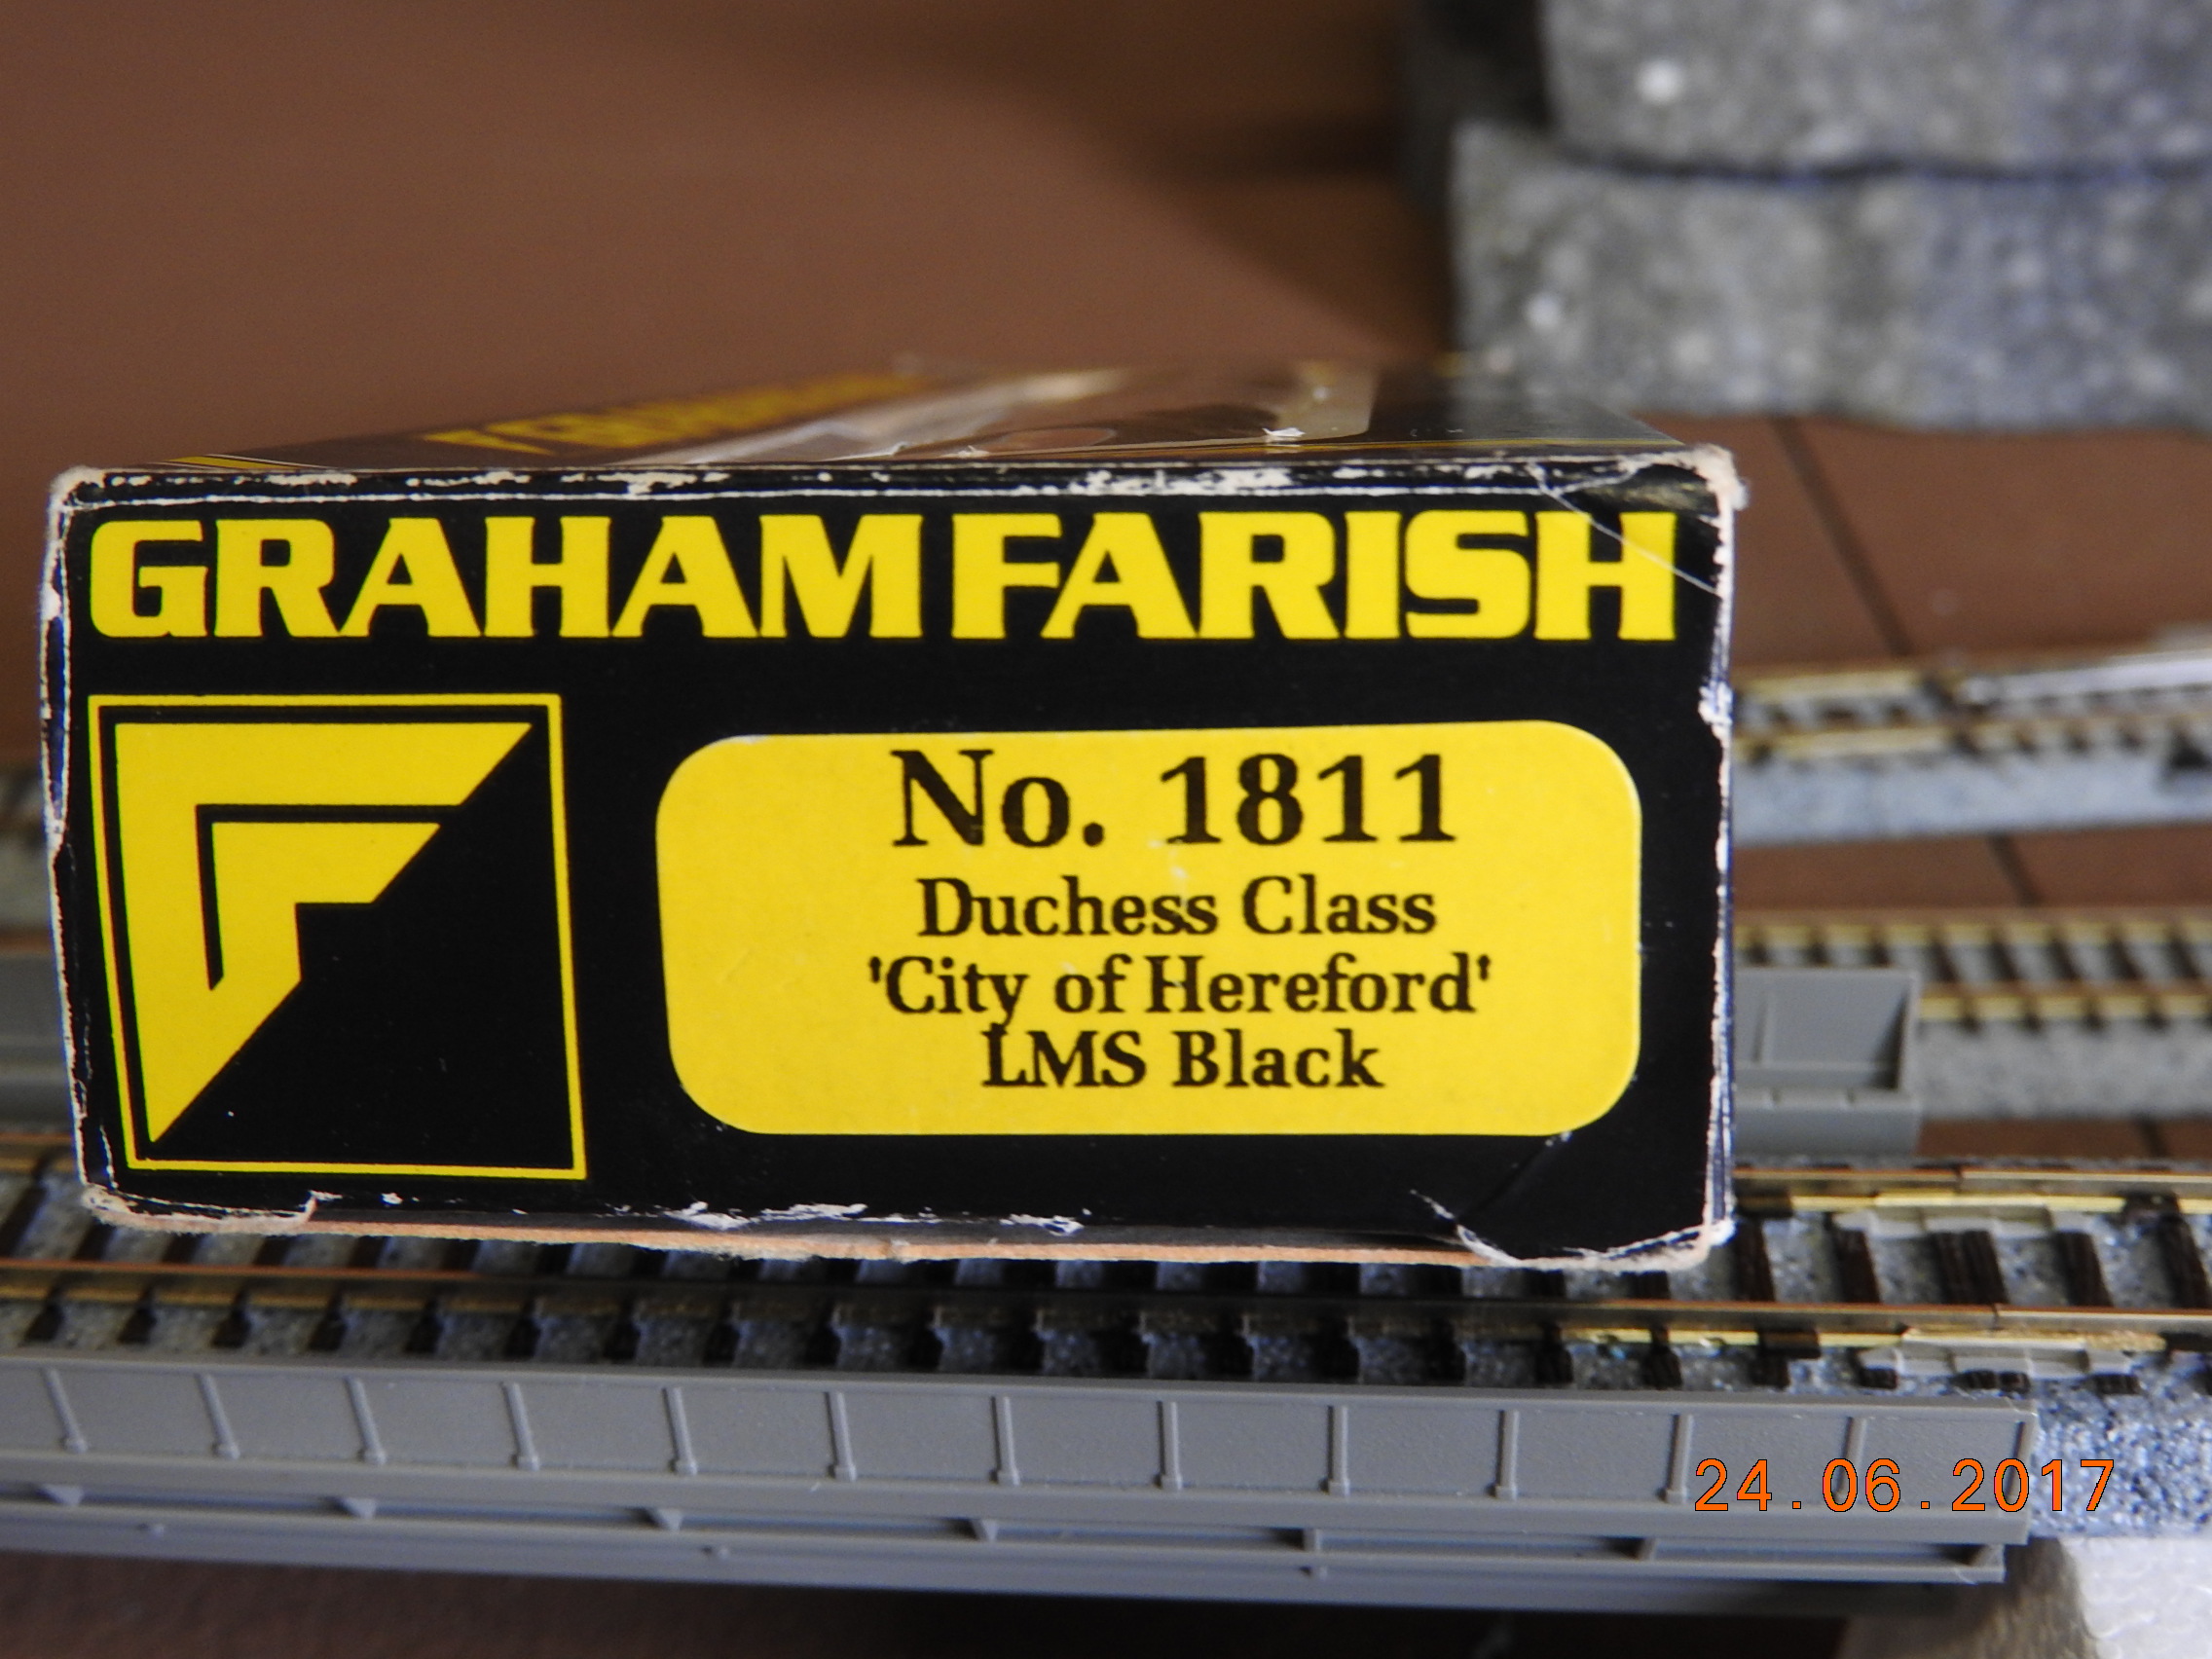 GRAHAM FARISH
No. 1811
Duchess Class
'City of Hereford'
LMS Black
24.06.2017